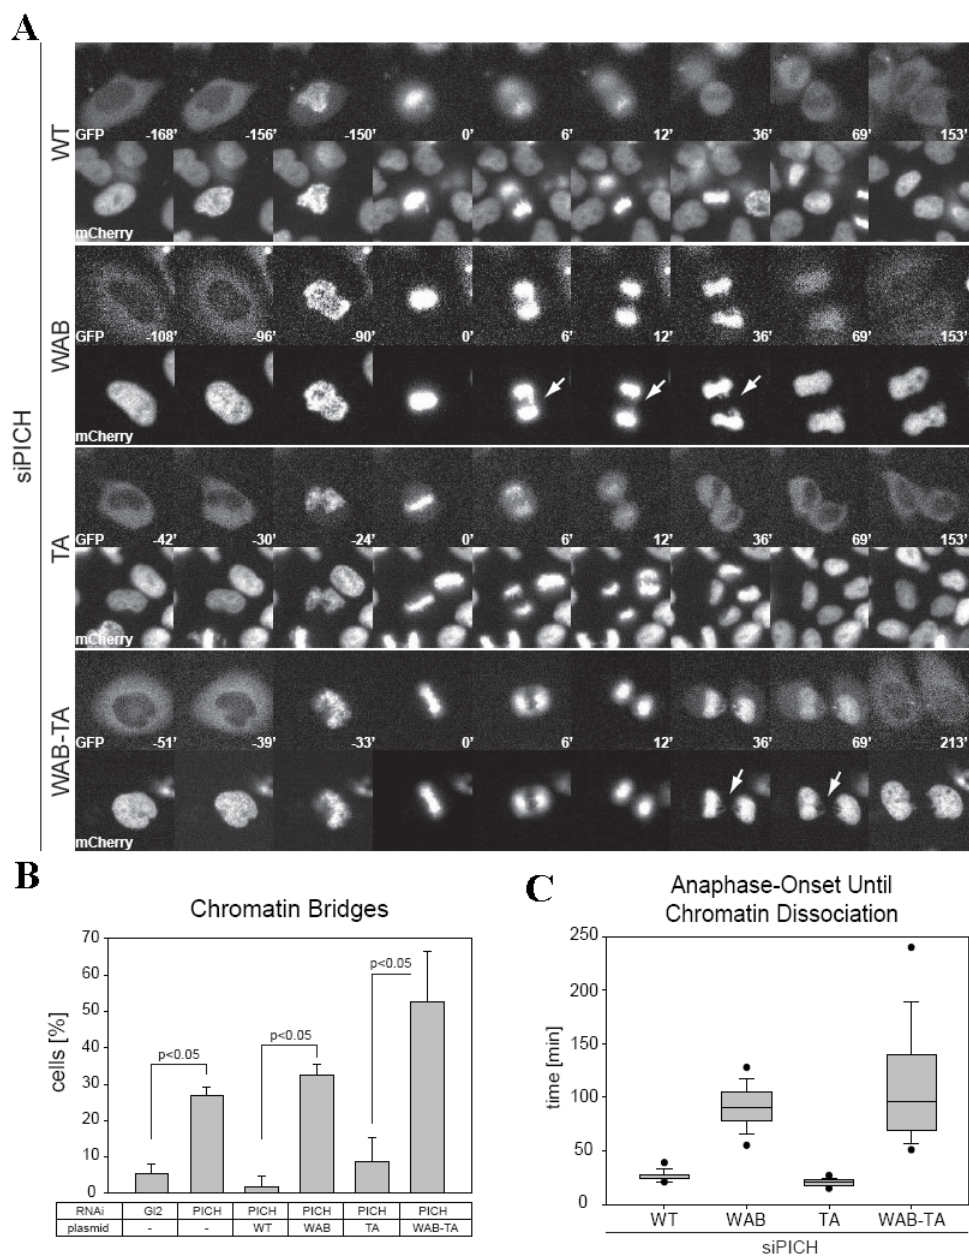 A
siPICH
WT
GFP -168' -156' -150' 0' 6' 12' 36' 69' 153'
mCherry
WAB
GFP -108' -96' -90' 0' 6' 12' 36' 69' 153'
mCherry
TA
GFP -42' -30' -24' 0' 6' 12' 36' 69' 153'
mCherry
WAB-TA
GFP -51' -39' -33' 0' 6' 12' 36' 69' 213'
mCherry
B
Chromatin Bridges
cells [%]
70
60
50
40
30
20
10
0
p<0.05
p<0.05
p<0.05
RNAi Gl2 PICH PICH PICH PICH PICH
plasmid - - WT WAB TA WAB-TA
C
Anaphase-Onset Until
Chromatin Dissociation
time [min]
250
200
150
100
50
0
WT WAB TA WAB-TA
siPICH